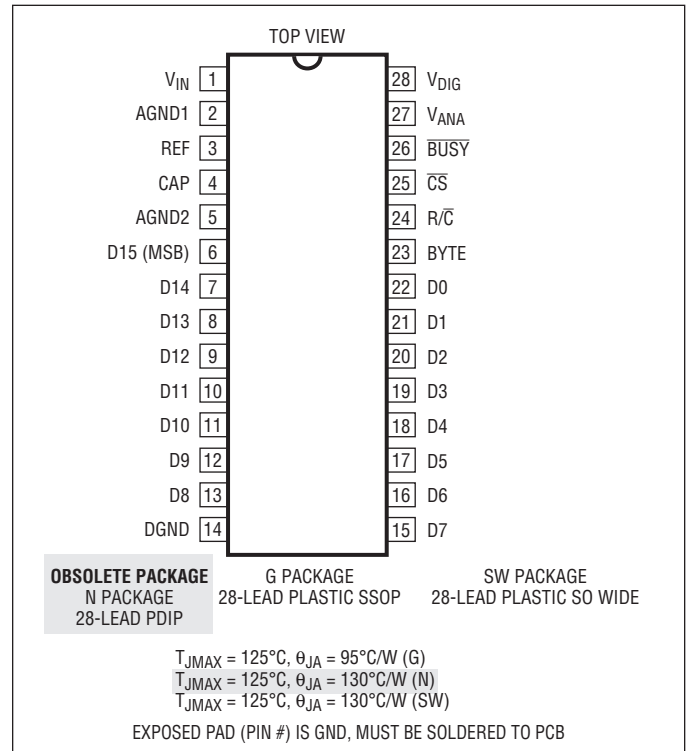 TOP VIEW
VIN 1 28 VDIG
AGND1 2 27 VANA
REF 3 26 BUSY
CAP 4 25 CS
AGND2 5 24 R/C
D15 (MSB) 6 23 BYTE
D14 7 22 D0
D13 8 21 D1
D12 9 20 D2
D11 10 19 D3
D10 11 18 D4
D9 12 17 D5
D8 13 16 D6
DGND 14 15 D7
OBSOLETE PACKAGE G PACKAGE SW PACKAGE
N PACKAGE 28-LEAD PLASTIC SSOP 28-LEAD PLASTIC SO WIDE
28-LEAD PDIP
TJMAX = 125°C, θJA = 95°C/W (G)
TJMAX = 125°C, θJA = 130°C/W (N)
TJMAX = 125°C, θJA = 130°C/W (SW)
EXPOSED PAD (PIN #) IS GND, MUST BE SOLDERED TO PCB